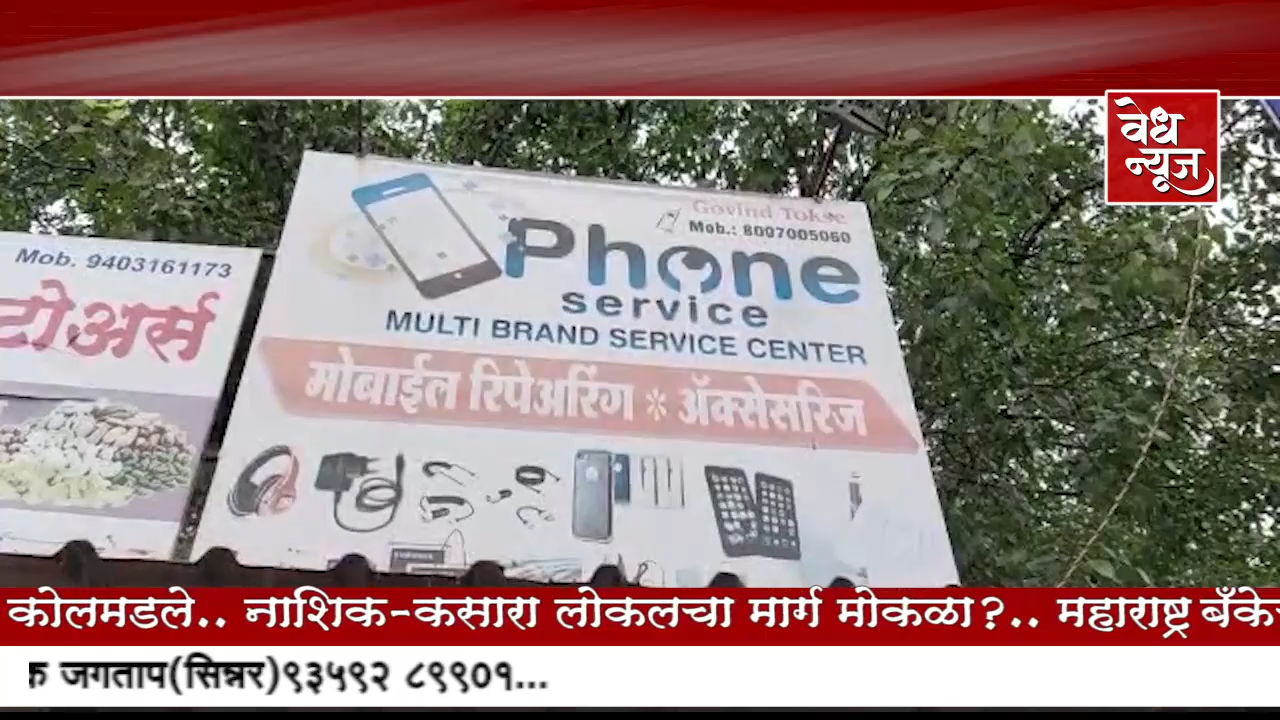 वेध
न्यूज
Govind Tokse
Mob.: 8007005060
Phone
service
MULTI BRAND SERVICE CENTER
मोबाईल रिपेअरिंग * ॲक्सेसरिज
Mob. 9403161173
टोअर्स
कोलमडले.. नाशिक-कसारा लोकलचा मार्ग मोकळा?.. महाराष्ट्र बँके
क जगताप(सिन्नर)९३५९२ ८९९०१...